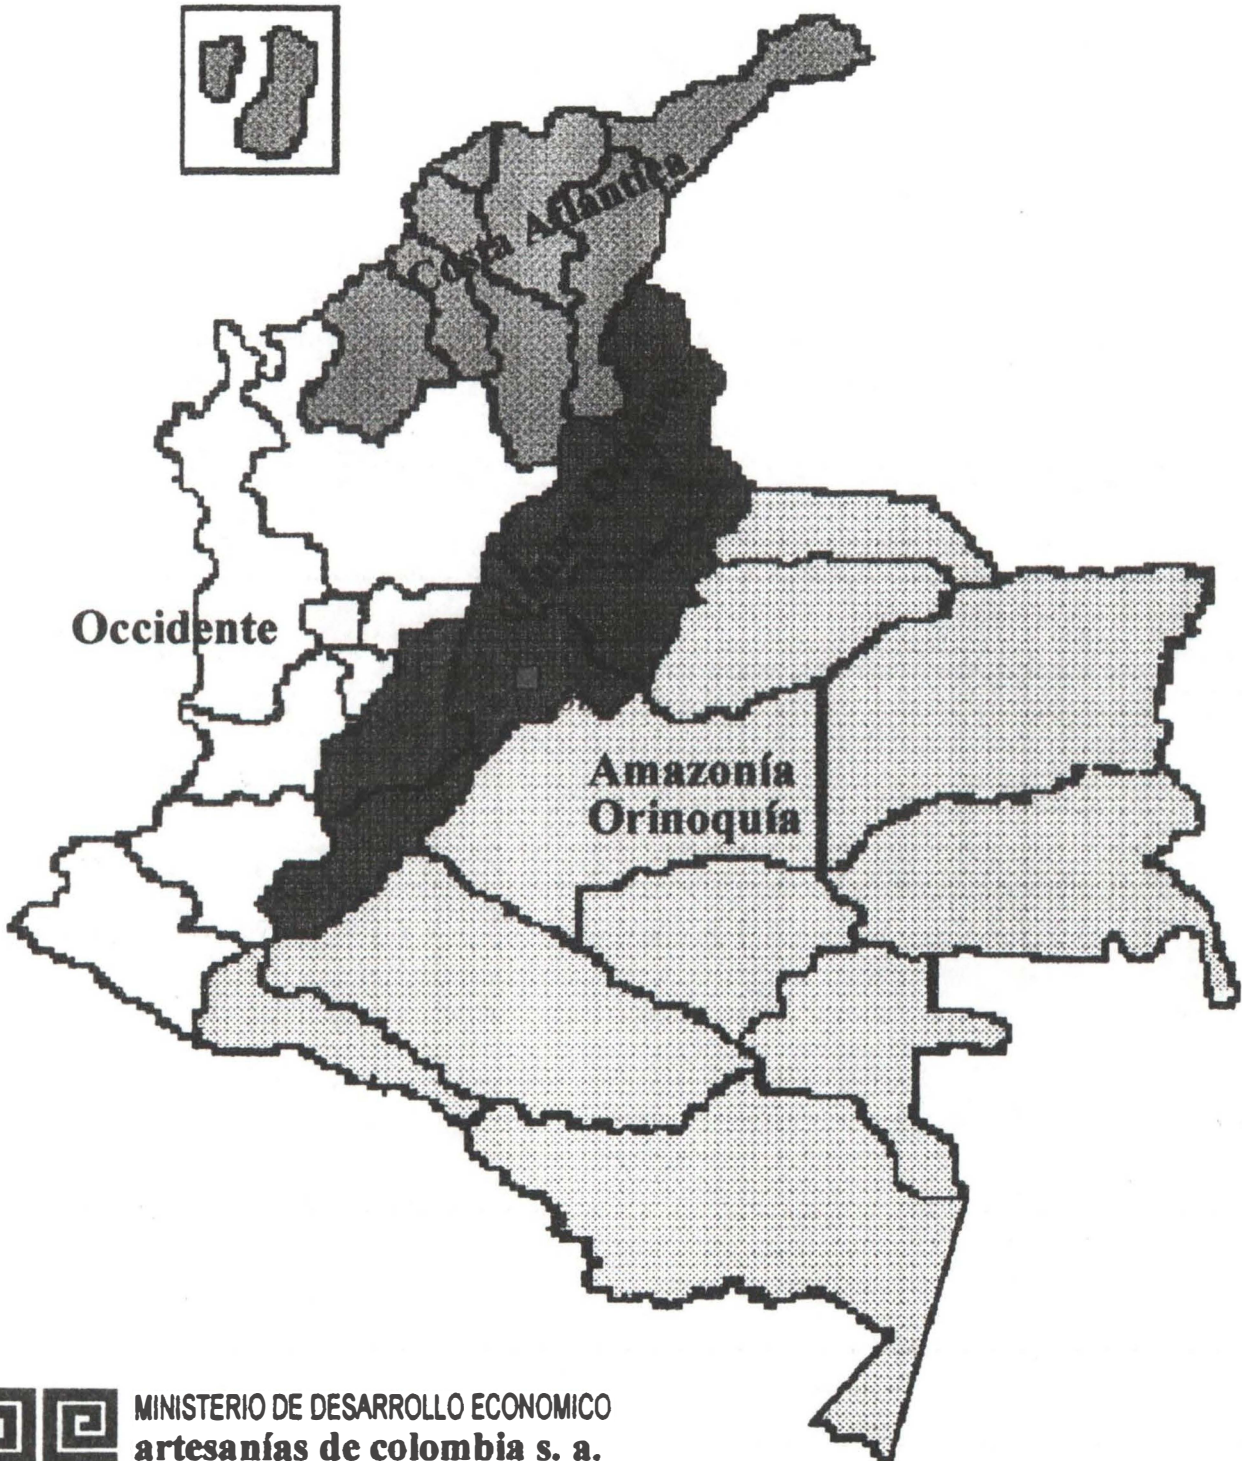 Costa Atlántica
Occidente
Amazonía
Orinoquía
MINISTERIO DE DESARROLLO ECONOMICO
artesanías de colombia s. a.